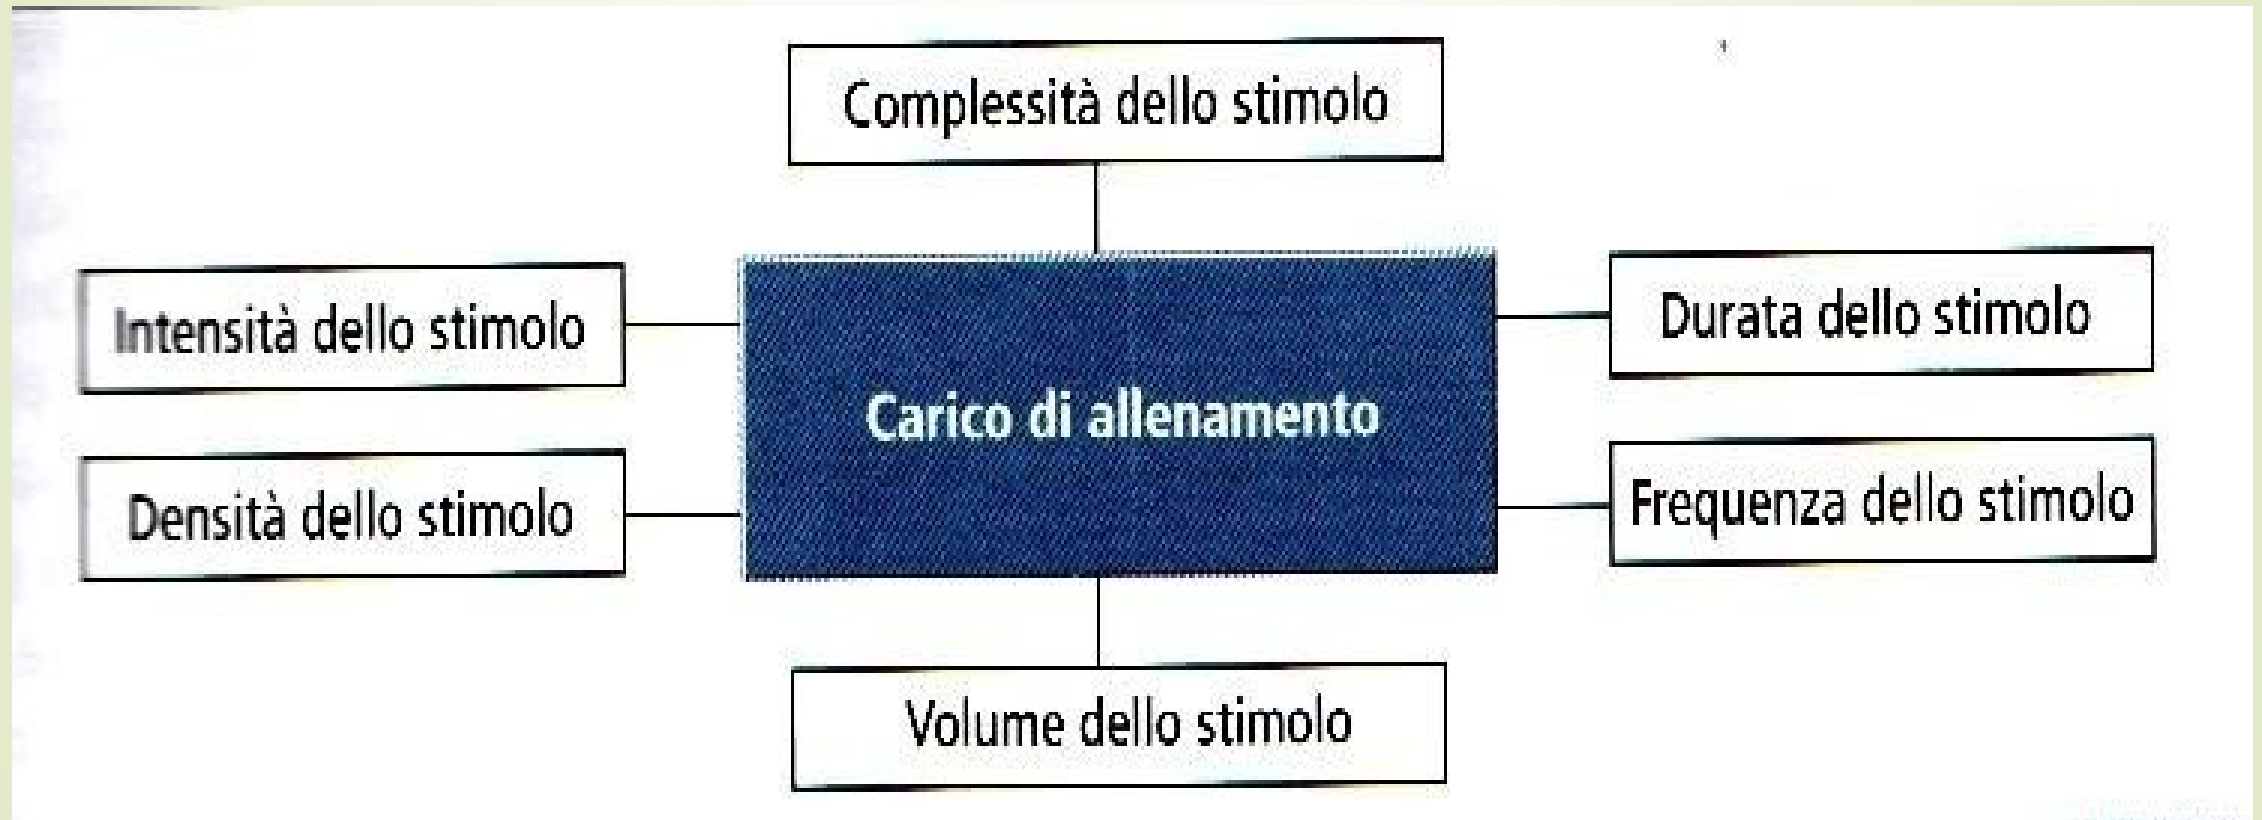 Complessità dello stimolo
Intensità dello stimolo
Durata dello stimolo
Carico di allenamento
Densità dello stimolo
Frequenza dello stimolo
Volume dello stimolo